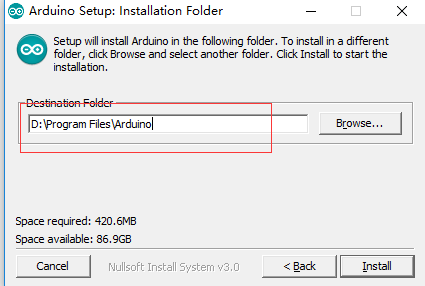 Arduino Setup: Installation Folder
Setup will install Arduino in the following folder. To install in a different
folder, click Browse and select another folder. Click Install to start the
installation.
Destination Folder
D:\Program Files\Arduino
Browse...
Space required: 420.6MB
Space available: 86.9GB
Cancel
Nullsoft Install System v3.0
< Back
Install